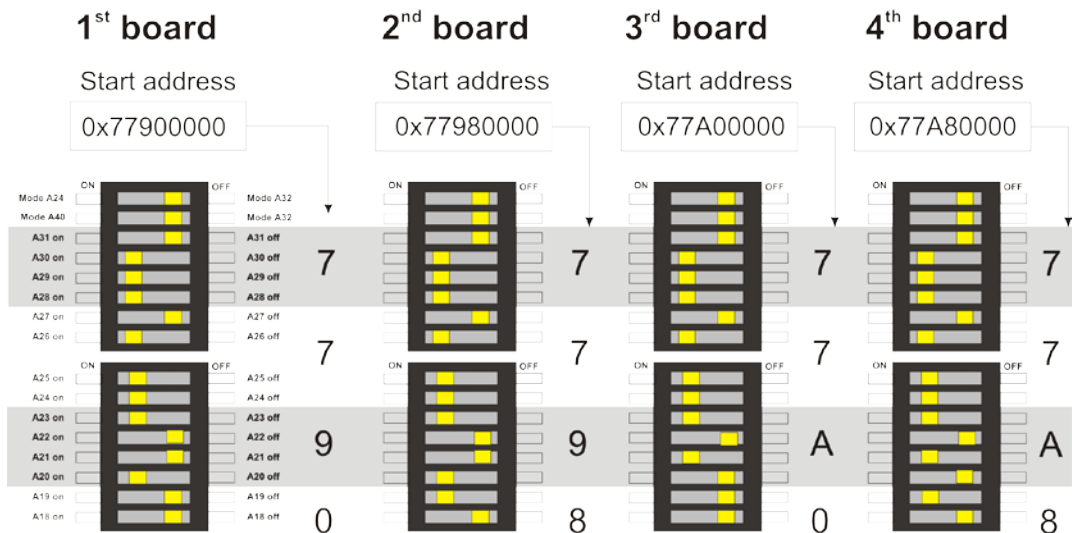 1st board 2nd board 3rd board 4th board
Start address Start address Start address Start address
0x77900000 0x77980000 0x77A00000 0x77A80000
ON OFF ON OFF ON OFF ON OFF
Mode A24 Mode A32
Mode A40 Mode A32
A31 on A31 off
A30 on A30 off 7 7 7 7
A29 on A29 off
A28 on A28 off
A27 on A27 off
A26 on A26 off 7 7 7 7
ON OFF ON OFF ON OFF ON OFF
A25 on A25 off
A24 on A24 off
A23 on A23 off
A22 on A22 off 9 9 A A
A21 on A21 off
A20 on A20 off
A19 on A19 off
A18 on A18 off 0 8 0 8